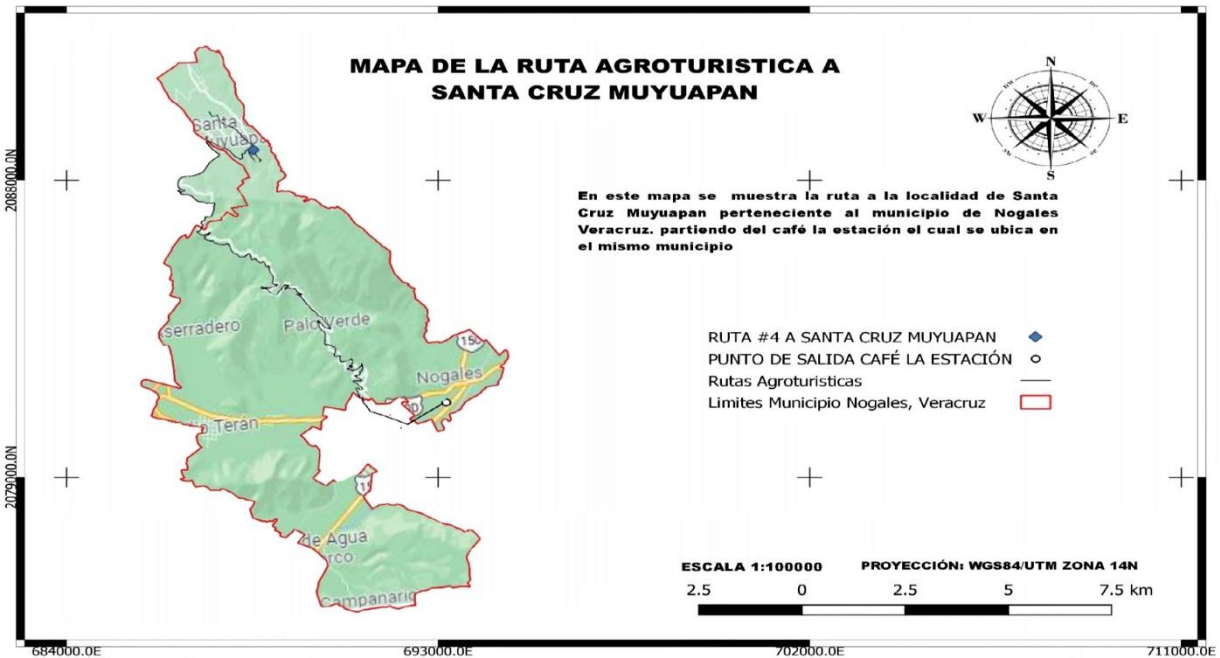 MAPA DE LA RUTA AGROTURISTICA A
SANTA CRUZ MUYUAPAN
N
W
E
S
En este mapa se muestra la ruta a la localidad de Santa
Cruz Muyuapan perteneciente al municipio de Nogales
Veracruz. partiendo del café la estación el cual se ubica en
el mismo municipio
RUTA #4 A SANTA CRUZ MUYUAPAN
PUNTO DE SALIDA CAFÉ LA ESTACIÓN
Rutas Agroturisticas
Limites Municipio Nogales, Veracruz
Santa
uyuapa
serradero
Palo Verde
150
Nogales
Terán
de Agua
Campanario
ESCALA 1:100000
PROYECCIÓN: WGS84/UTM ZONA 14N
2.5 0 2.5 5 7.5 km
2088000.0N
2079000.0N
684000.0E
693000.0E
702000.0E
711000.0E